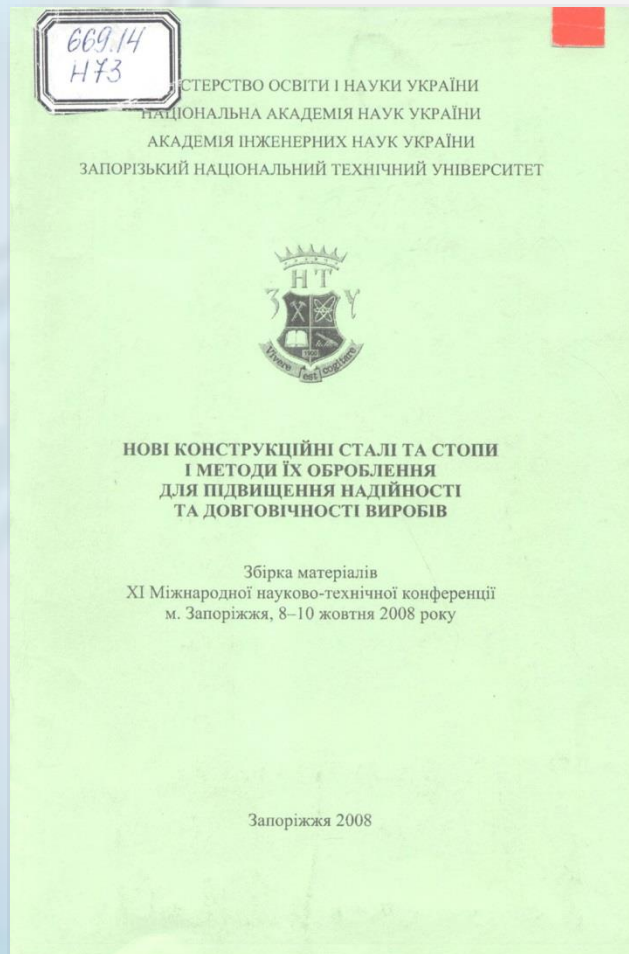 669.14
Н73
МІНІСТЕРСТВО ОСВІТИ І НАУКИ УКРАЇНИ
НАЦІОНАЛЬНА АКАДЕМІЯ НАУК УКРАЇНИ
АКАДЕМІЯ ІНЖЕНЕРНИХ НАУК УКРАЇНИ
ЗАПОРІЗЬКИЙ НАЦІОНАЛЬНИЙ ТЕХНІЧНИЙ УНІВЕРСИТЕТ
Н Т
З У
1900
Vivere est cogitare
НОВІ КОНСТРУКЦІЙНІ СТАЛІ ТА СТОПИ
І МЕТОДИ ЇХ ОБРОБЛЕННЯ
ДЛЯ ПІДВИЩЕННЯ НАДІЙНОСТІ
ТА ДОВГОВІЧНОСТІ ВИРОБІВ
Збірка матеріалів
XI Міжнародної науково-технічної конференції
м. Запоріжжя, 8–10 жовтня 2008 року
Запоріжжя 2008